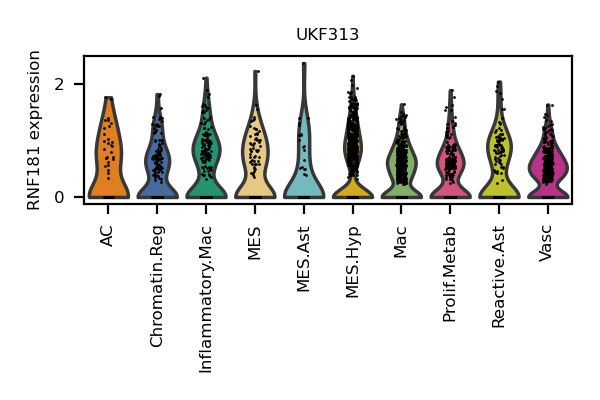 UKF313
RNF181 expression
2
0
AC
Chromatin.Reg
Inflammatory.Mac
MES
MES.Ast
MES.Hyp
Mac
Prolif.Metab
Reactive.Ast
Vasc